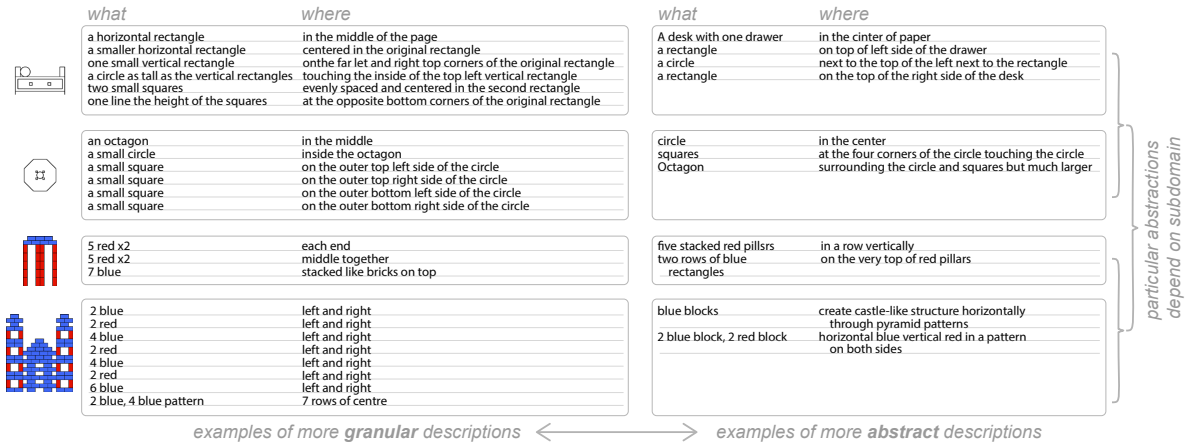 what where what where
a horizontal rectangle in the middle of the page
a smaller horizontal rectangle centered in the original rectangle
one small vertical rectangle onthe far let and right top corners of the original rectangle
a circle as tall as the vertical rectangles touching the inside of the top left vertical rectangle
two small squares evenly spaced and centered in the second rectangle
one line the height of the squares at the opposite bottom corners of the original rectangle
A desk with one drawer in the cinter of paper
a rectangle on top of left side of the drawer
a circle next to the top of the left next to the rectangle
a rectangle on the top of the right side of the desk
an octagon in the middle
a small circle inside the octagon
a small square on the outer top left side of the circle
a small square on the outer top right side of the circle
a small square on the outer bottom left side of the circle
a small square on the outer bottom right side of the circle
circle in the center
squares at the four corners of the circle touching the circle
Octagon surrounding the circle and squares but much larger
5 red x2 each end
5 red x2 middle together
7 blue stacked like bricks on top
five stacked red pillsrs in a row vertically
two rows of blue on the very top of red pillars
rectangles
2 blue left and right
2 red left and right
4 blue left and right
2 red left and right
4 blue left and right
2 red left and right
6 blue left and right
2 blue, 4 blue pattern 7 rows of centre
blue blocks create castle-like structure horizontally
through pyramid patterns
2 blue block, 2 red block horizontal blue vertical red in a pattern
on both sides
particular abstractions
depend on subdomain
examples of more granular descriptions examples of more abstract descriptions